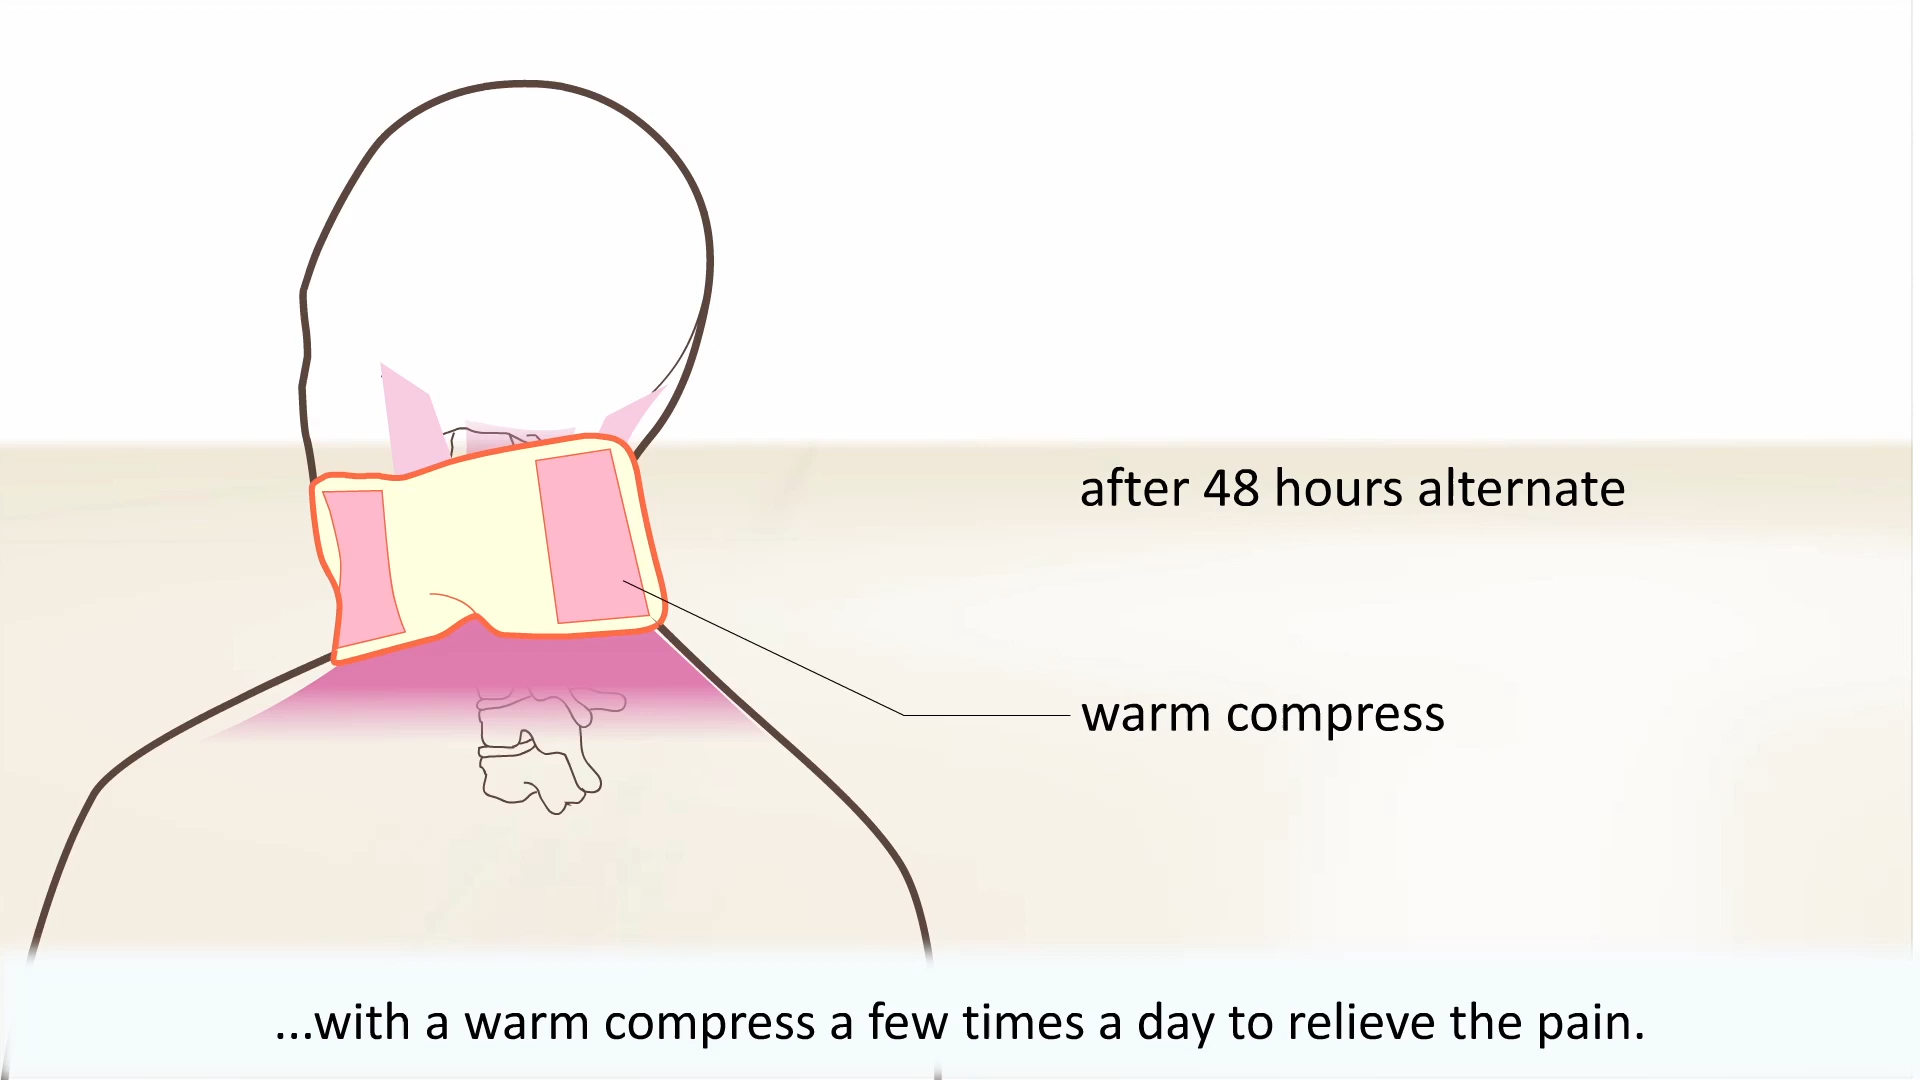 after 48 hours alternate
warm compress
...with a warm compress a few times a day to relieve the pain.